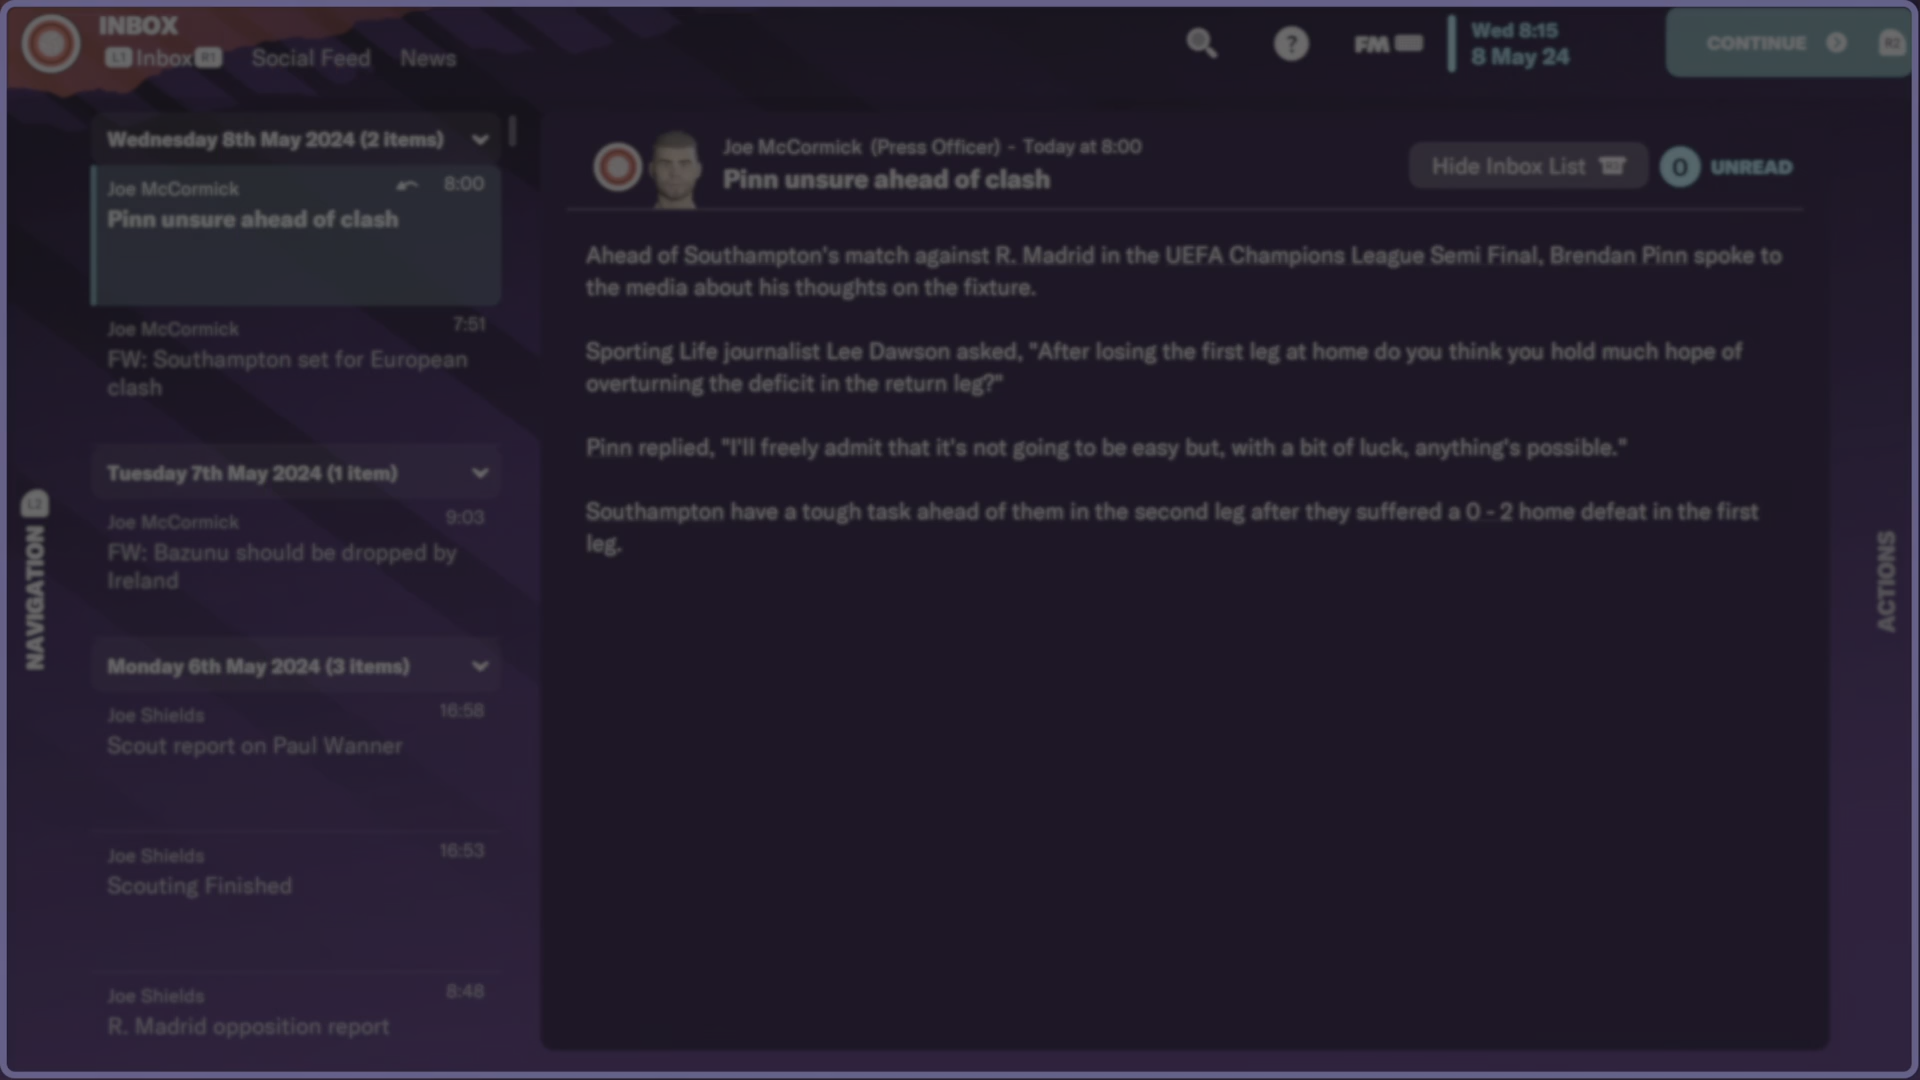 INBOX
L1 Inbox R1 Social Feed News
? FM
Wed 8:15
8 May 24
CONTINUE R2
Wednesday 8th May 2024 (2 items)
Joe McCormick 8:00
Pinn unsure ahead of clash
Joe McCormick 7:51
FW: Southampton set for European
clash
Tuesday 7th May 2024 (1 item)
Joe McCormick 9:03
FW: Bazunu should be dropped by
Ireland
Monday 6th May 2024 (3 items)
Joe Shields 16:58
Scout report on Paul Wanner
Joe Shields 16:53
Scouting Finished
Joe Shields 8:48
R. Madrid opposition report
L2
NAVIGATION
Joe McCormick (Press Officer) - Today at 8:00
Pinn unsure ahead of clash
Hide Inbox List
0 UNREAD
Ahead of Southampton's match against R. Madrid in the UEFA Champions League Semi Final, Brendan Pinn spoke to
the media about his thoughts on the fixture.
Sporting Life journalist Lee Dawson asked, "After losing the first leg at home do you think you hold much hope of
overturning the deficit in the return leg?"
Pinn replied, "I'll freely admit that it's not going to be easy but, with a bit of luck, anything's possible."
Southampton have a tough task ahead of them in the second leg after they suffered a 0 - 2 home defeat in the first
leg.
ACTIONS